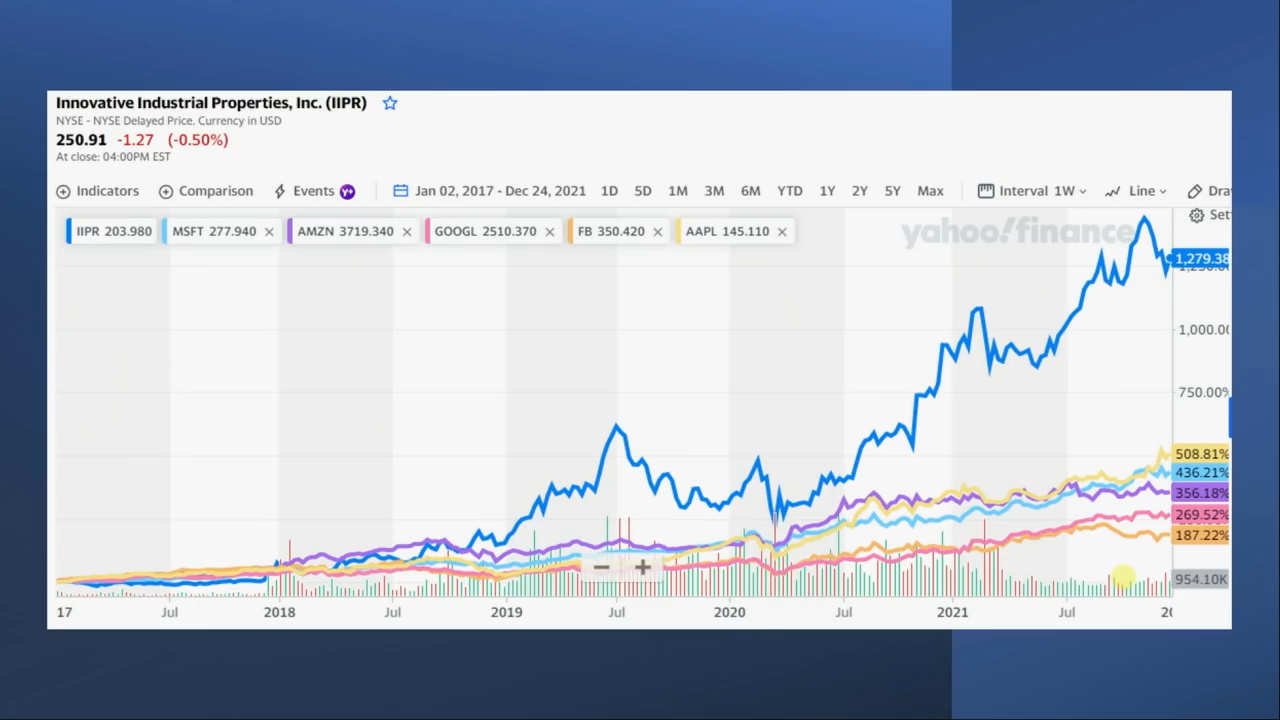 Innovative Industrial Properties, Inc. (IIPR)
NYSE - NYSE Delayed Price. Currency in USD
250.91 -1.27 (-0.50%)
At close: 04:00PM EST
Indicators Comparison Events Y+ Jan 02, 2017 - Dec 24, 2021 1D 5D 1M 3M 6M YTD 1Y 2Y 5Y Max Interval 1W Line Dra
Set
IIPR 203.980 MSFT 277.940 AMZN 3719.340 GOOGL 2510.370 FB 350.420 AAPL 145.110
yahoo!finance
1,279.38
1,000.0
750.00%
508.81%
436.21%
356.18%
269.52%
187.22%
954.10K
17 Jul 2018 Jul 2019 Jul 2020 Jul 2021 Jul 20